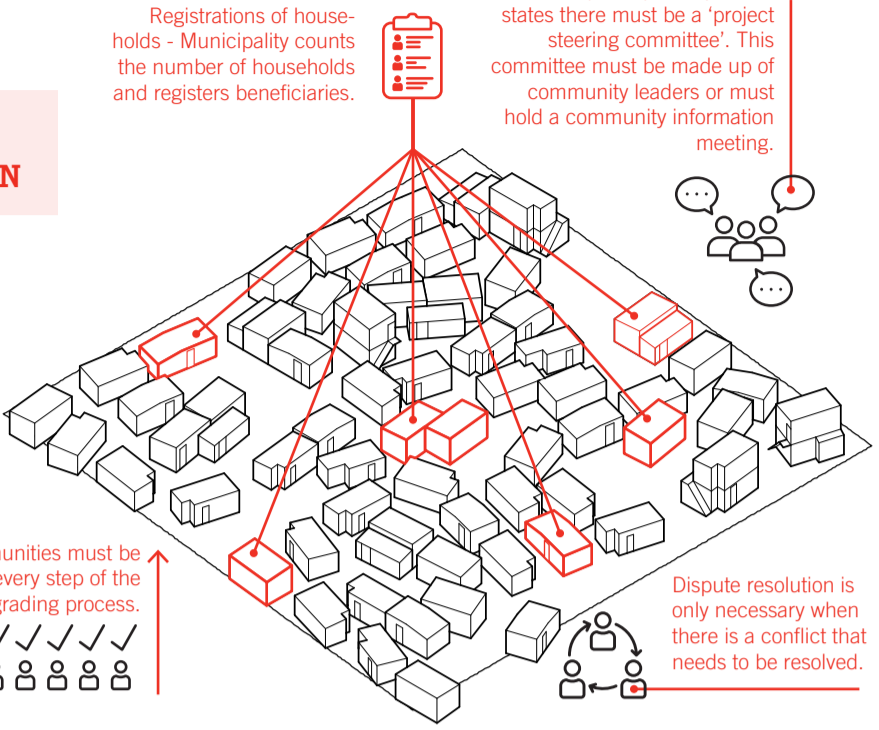 Registrations of house-
holds - Municipality counts
the number of households
and registers beneficiaries.
states there must be a ‘project
steering committee’. This
committee must be made up of
community leaders or must
hold a community information
meeting.
N
must be
every step of the
process.
Dispute resolution is
only necessary when
there is a conflict that
needs to be resolved.